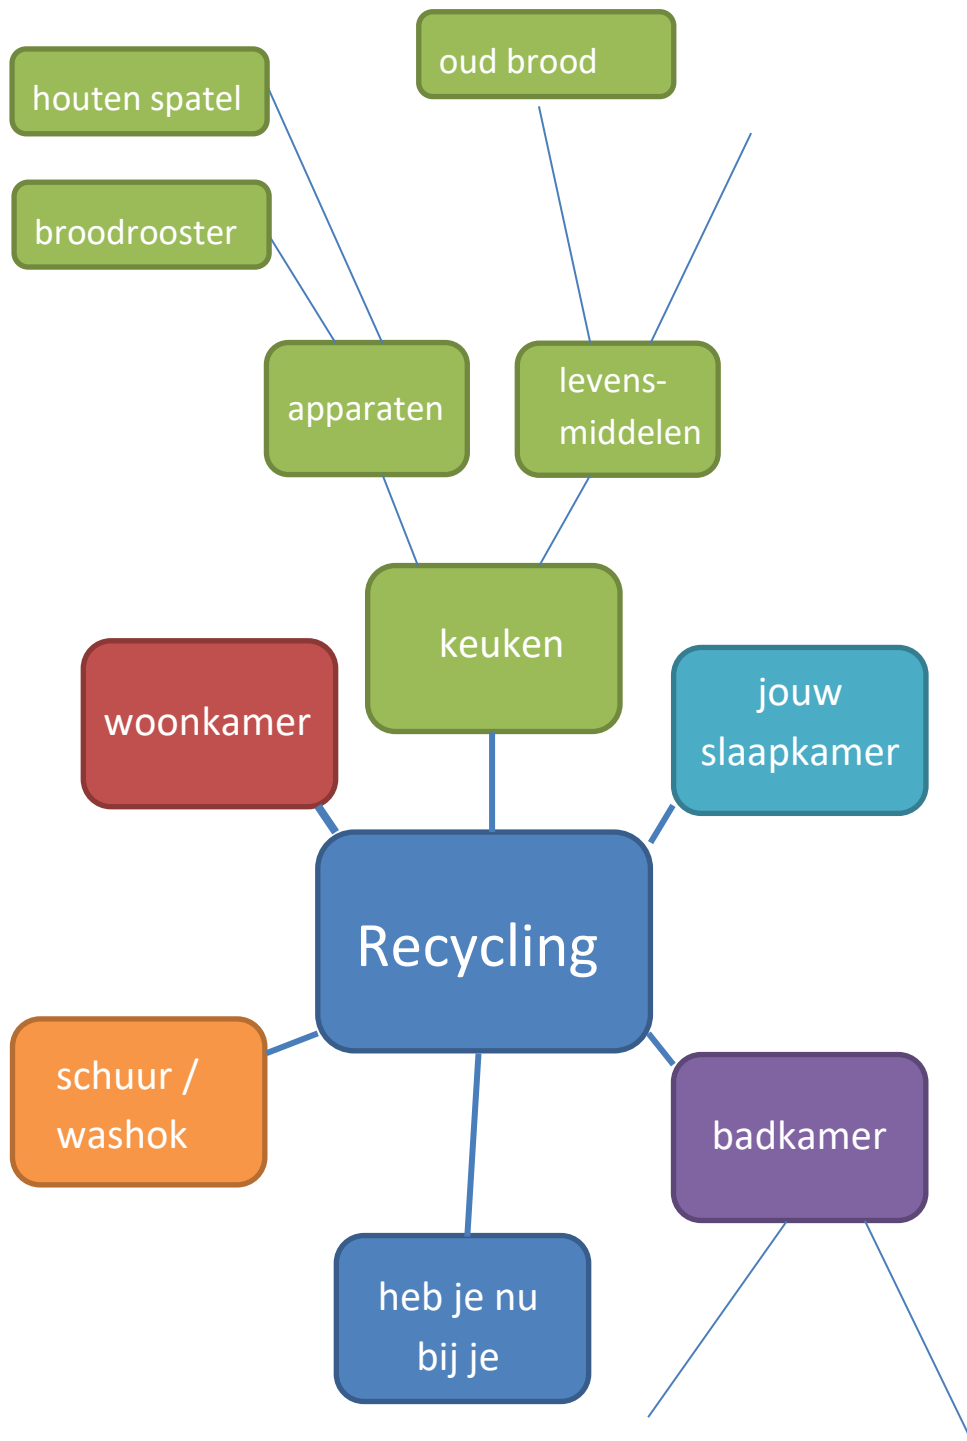 oud brood
houten spatel
broodrooster
apparaten
levens-
middelen
keuken
woonkamer
jouw
slaapkamer
Recycling
schuur /
washok
badkamer
heb je nu
bij je